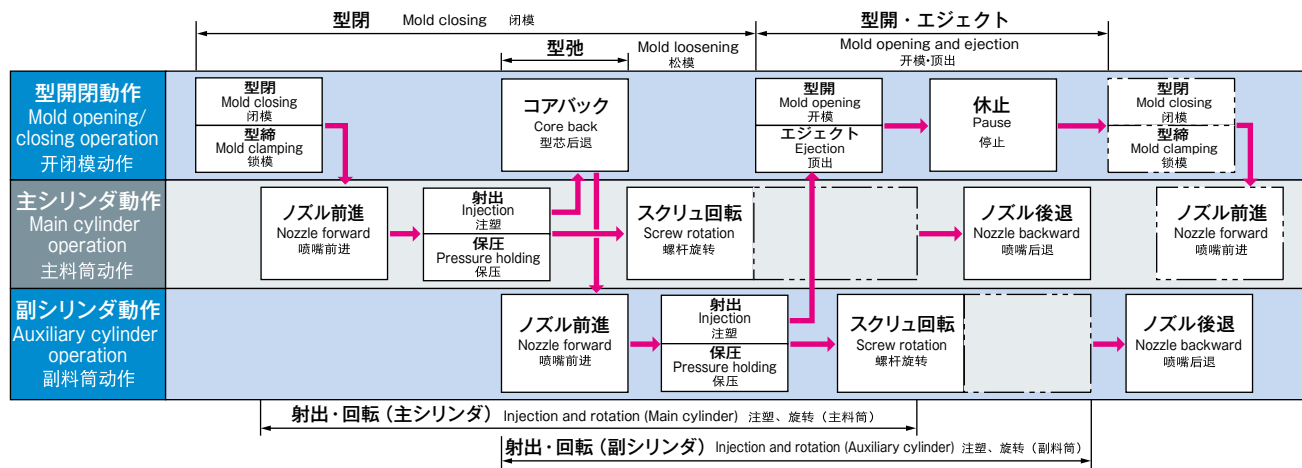 型閉 Mold closing 闭模
型開・エジェクト
Mold opening and ejection
开模・顶出
型弛 Mold loosening
松模
型開閉動作
Mold opening/
closing operation
开闭模动作
型閉
Mold closing
闭模
型締
Mold clamping
锁模
コアバック
Core back
型芯后退
型開
Mold opening
开模
エジェクト
Ejection
顶出
休止
Pause
停止
型閉
Mold closing
闭模
型締
Mold clamping
锁模
主シリンダ動作
Main cylinder
operation
主料筒动作
ノズル前進
Nozzle forward
喷嘴前进
射出
Injection
注塑
保圧
Pressure holding
保压
スクリュ回転
Screw rotation
螺杆旋转
ノズル後退
Nozzle backward
喷嘴后退
ノズル前進
Nozzle forward
喷嘴前进
副シリンダ動作
Auxiliary cylinder
operation
副料筒动作
ノズル前進
Nozzle forward
喷嘴前进
射出
Injection
注塑
保圧
Pressure holding
保压
スクリュ回転
Screw rotation
螺杆旋转
ノズル後退
Nozzle backward
喷嘴后退
射出・回転（主シリンダ） Injection and rotation (Main cylinder) 注塑、旋转（主料筒）
射出・回転（副シリンダ） Injection and rotation (Auxiliary cylinder) 注塑、旋转（副料筒）